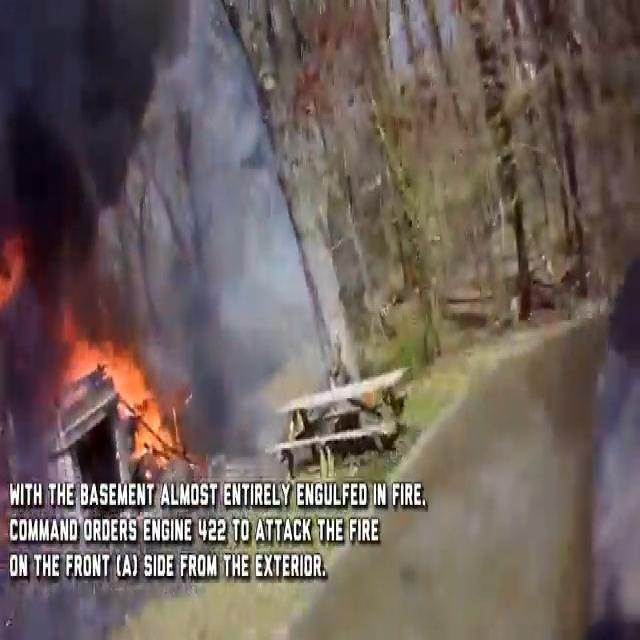 WITH THE BASEMENT ALMOST ENTIRELY ENGULFED IN FIRE.
COMMAND ORDERS ENGINE 422 TO ATTACK THE FIRE
ON THE FRONT (A) SIDE FROM THE EXTERIOR.